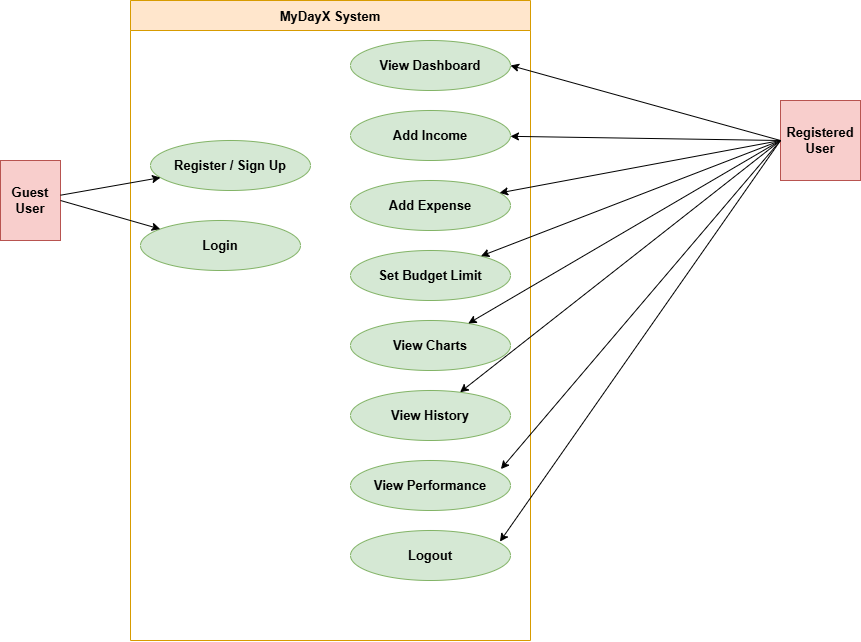 MyDayX System
View Dashboard
Add Income
Registered
User
Register / Sign Up
Guest
User
Add Expense
Login
Set Budget Limit
View Charts
View History
View Performance
Logout